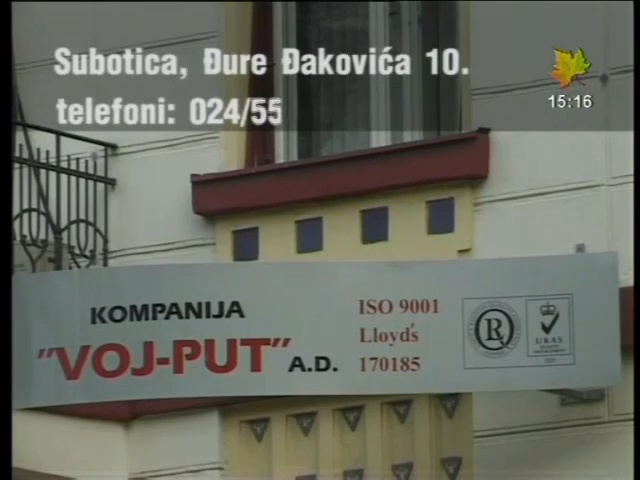 Subotica, Đure Đakovića 10.
telefoni: 024/55
15:16
KOMPANIJA
"VOJ-PUT" A.D.
ISO 9001
Lloyd's
170185
R
UKAS